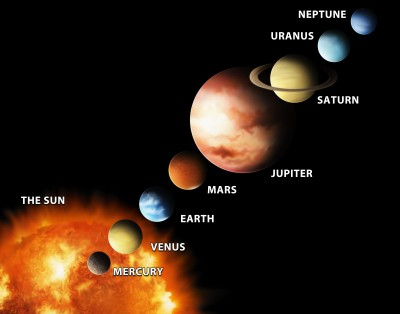 NEPTUNE
URANUS
SATURN
JUPITER
MARS
THE SUN
EARTH
VENUS
MERCURY